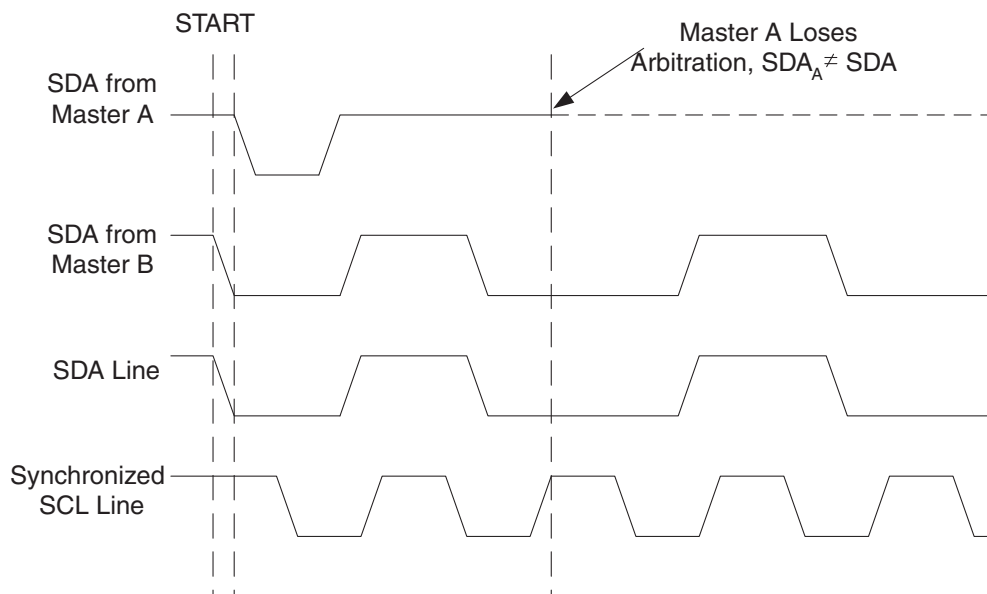 START
Master A Loses
Arbitration, SDA_A ≠ SDA
SDA from
Master A
SDA from
Master B
SDA Line
Synchronized
SCL Line